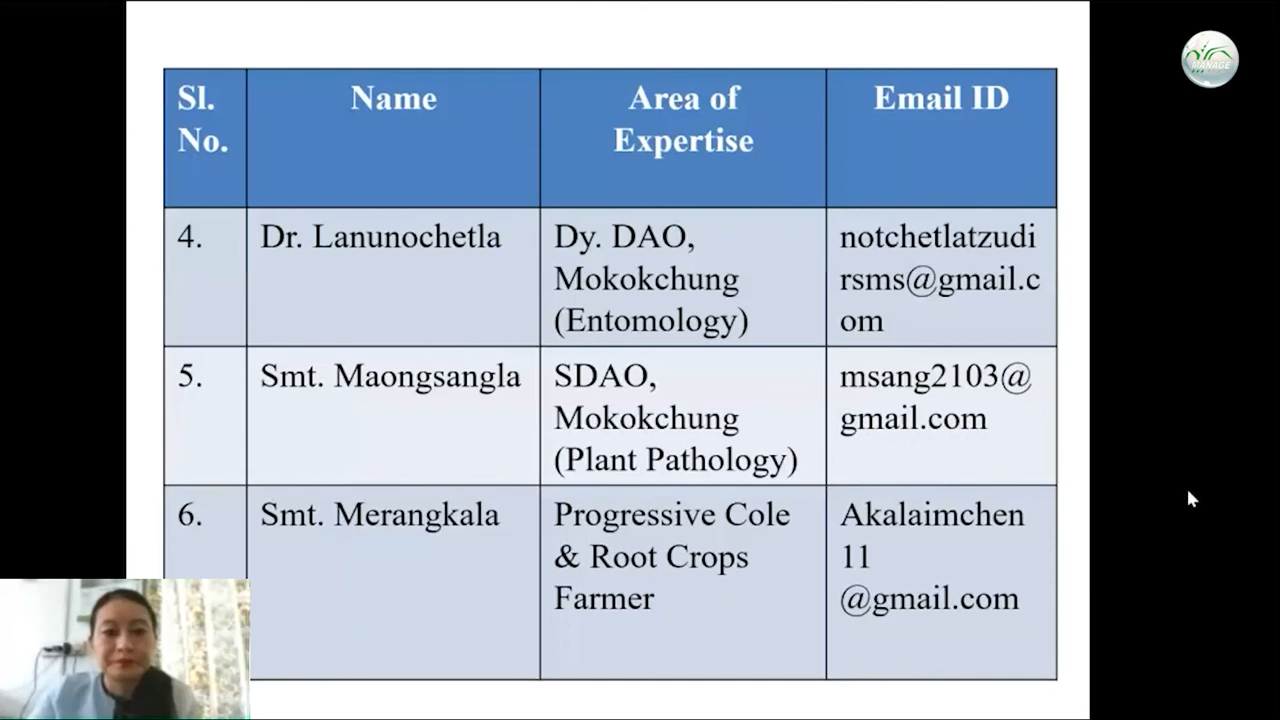 MANAGE
Sl. No.
Name
Area of
Expertise
Email ID
4.
Dr. Lanunochetla
Dy. DAO,
Mokokchung
(Entomology)
notchetlatzudi
rsms@gmail.c
om
5.
Smt. Maongsangla
SDAO,
Mokokchung
(Plant Pathology)
msang2103@
gmail.com
6.
Smt. Merangkala
Progressive Cole
& Root Crops
Farmer
Akalaimchen
11
@gmail.com